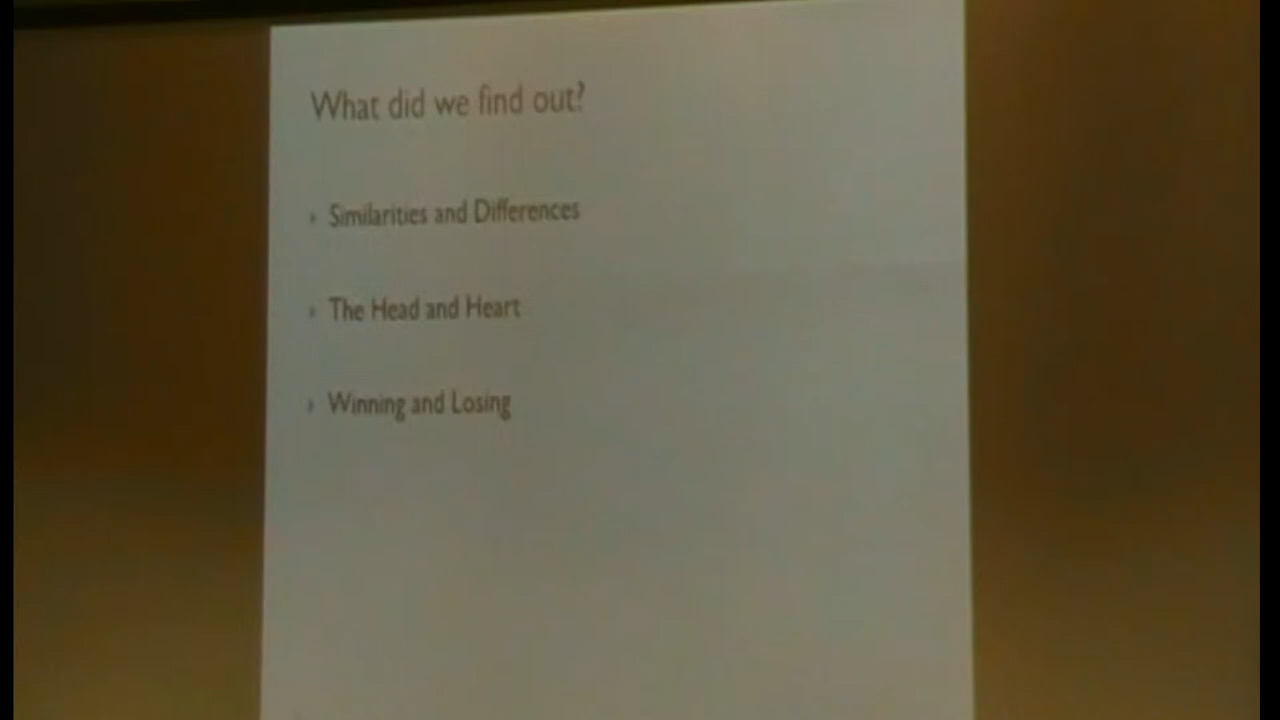 What did we find out?
Similarities and Differences
The Head and Heart
Winning and Losing